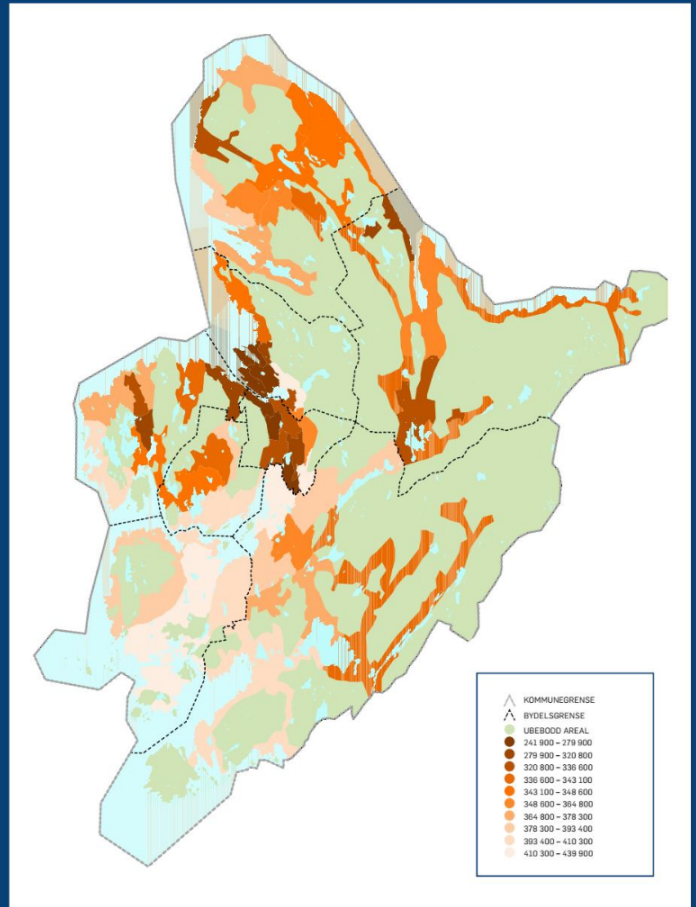 KOMMUNEGRENSE
BYDELSGRENSE
UBEBODD AREAL
241 900 – 279 900
279 900 – 320 800
320 800 – 336 600
336 600 – 343 100
343 100 – 348 600
348 600 – 364 800
364 800 – 378 300
378 300 – 393 400
393 400 – 410 300
410 300 – 439 900